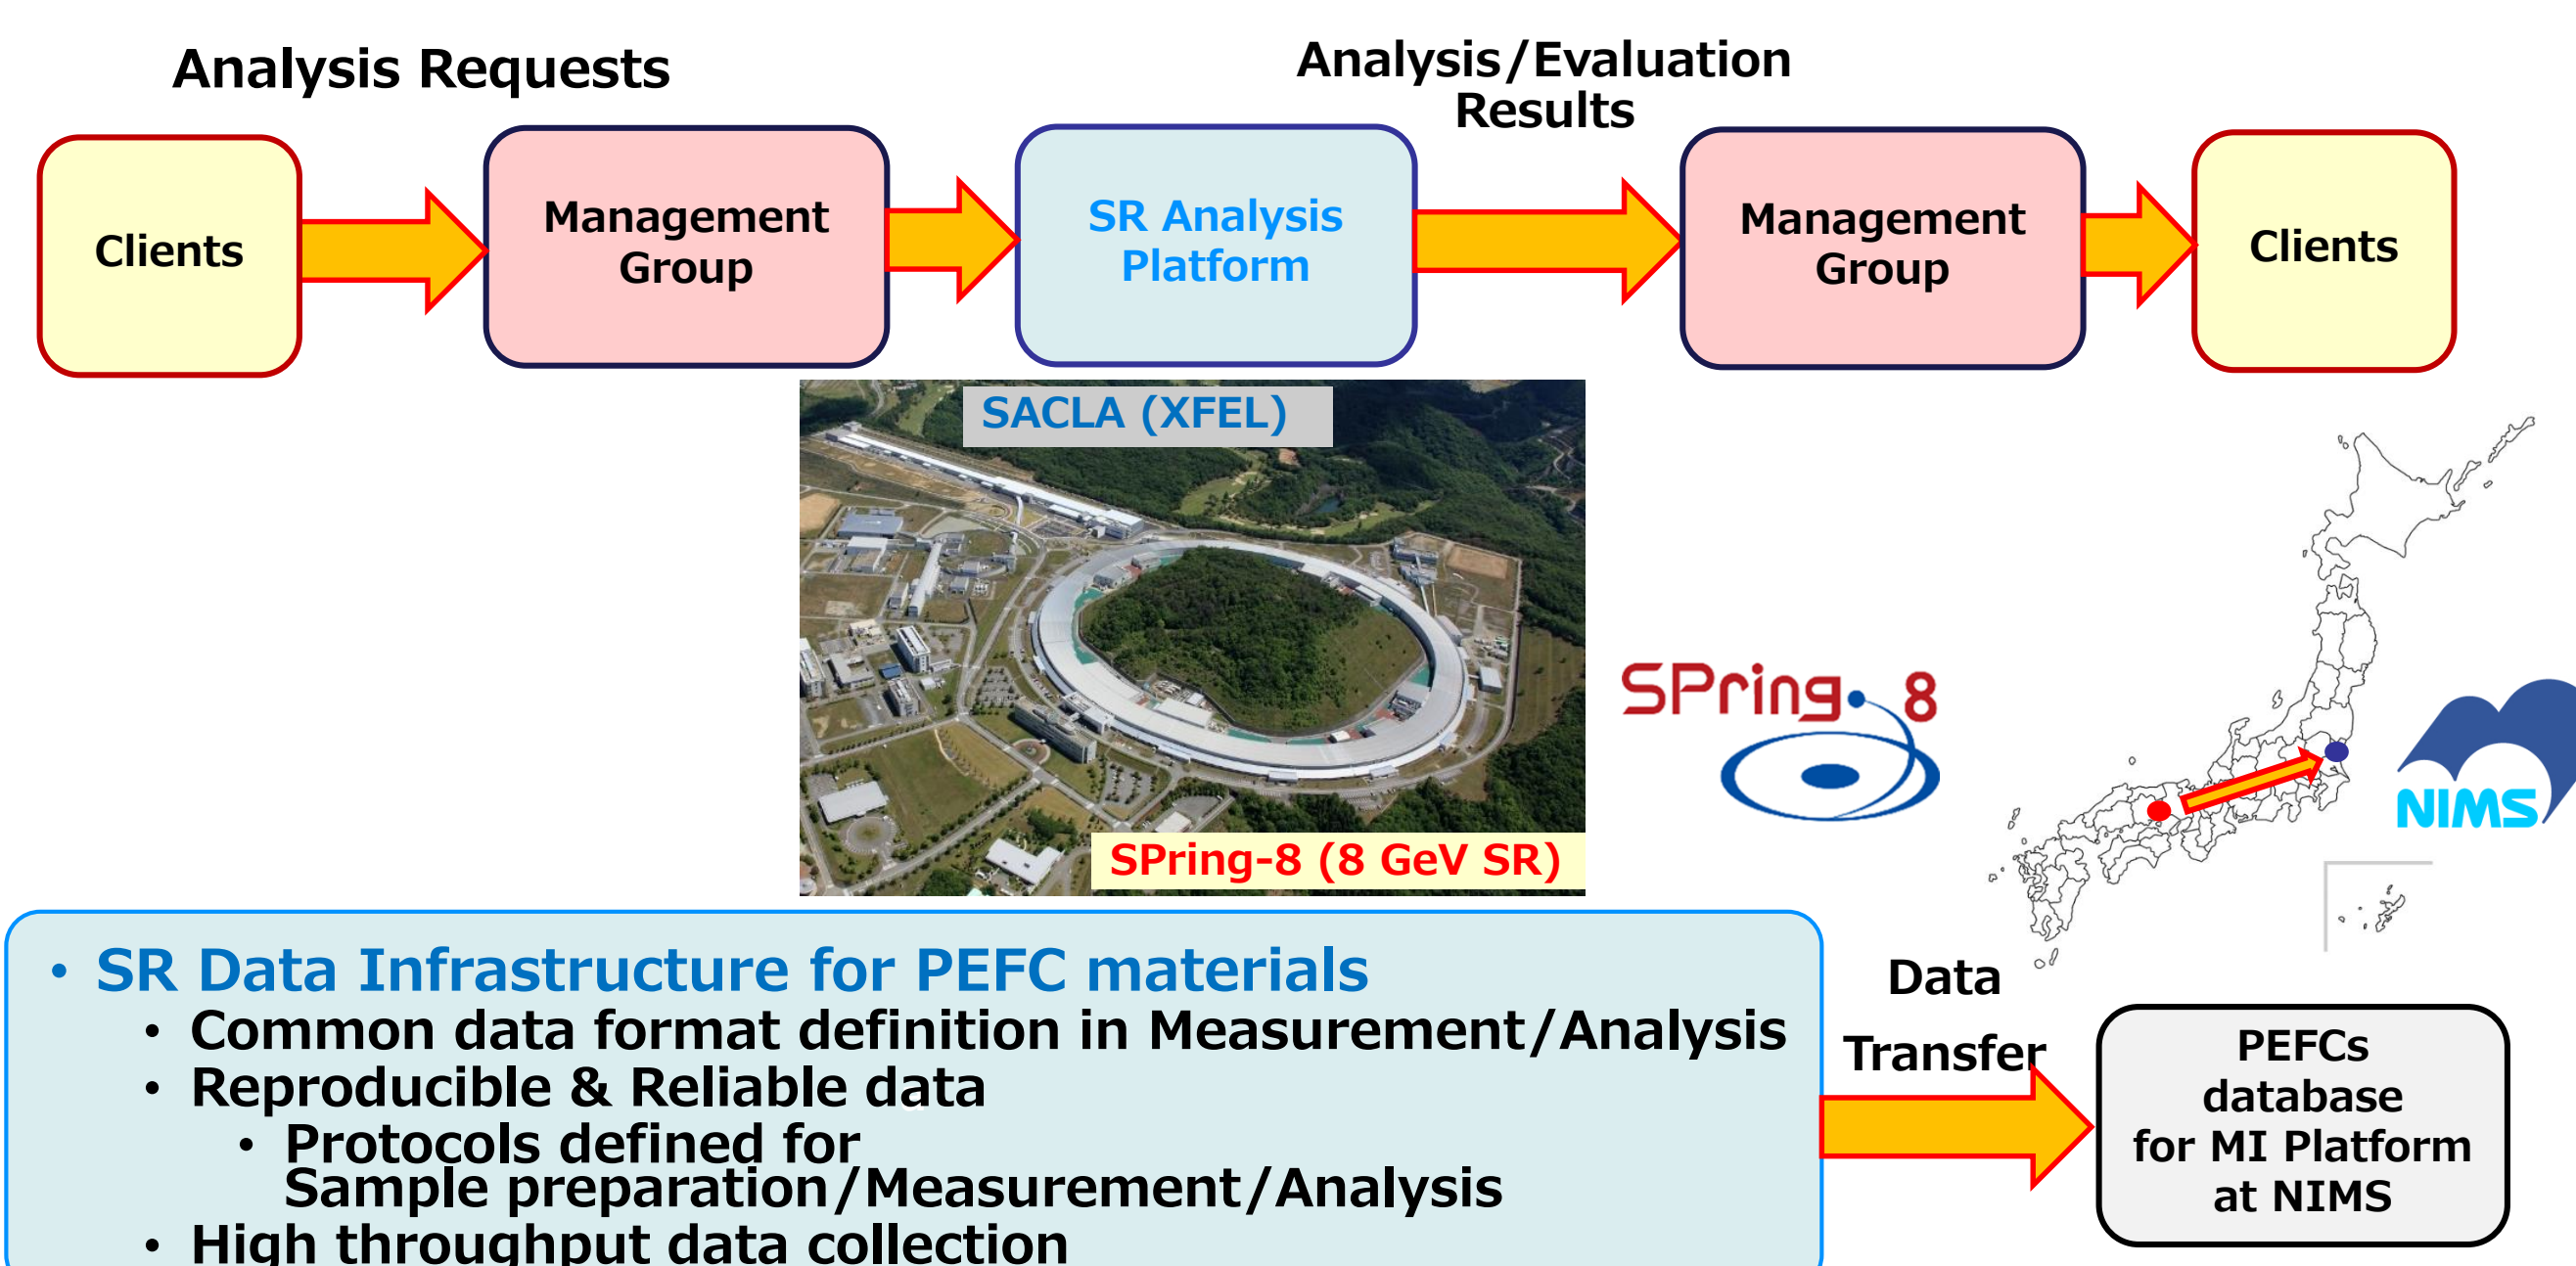 Analysis Requests
Analysis/Evaluation
Results
Clients
Management
Group
SR Analysis
Platform
Management
Group
Clients
SACLA (XFEL)
SPring-8
NIMS
SPring-8 (8 GeV SR)
• SR Data Infrastructure for PEFC materials
• Common data format definition in Measurement/Analysis
• Reproducible & Reliable data
• Protocols defined for
Sample preparation/Measurement/Analysis
• High throughput data collection
Data
Transfer
PEFCs
database
for MI Platform
at NIMS